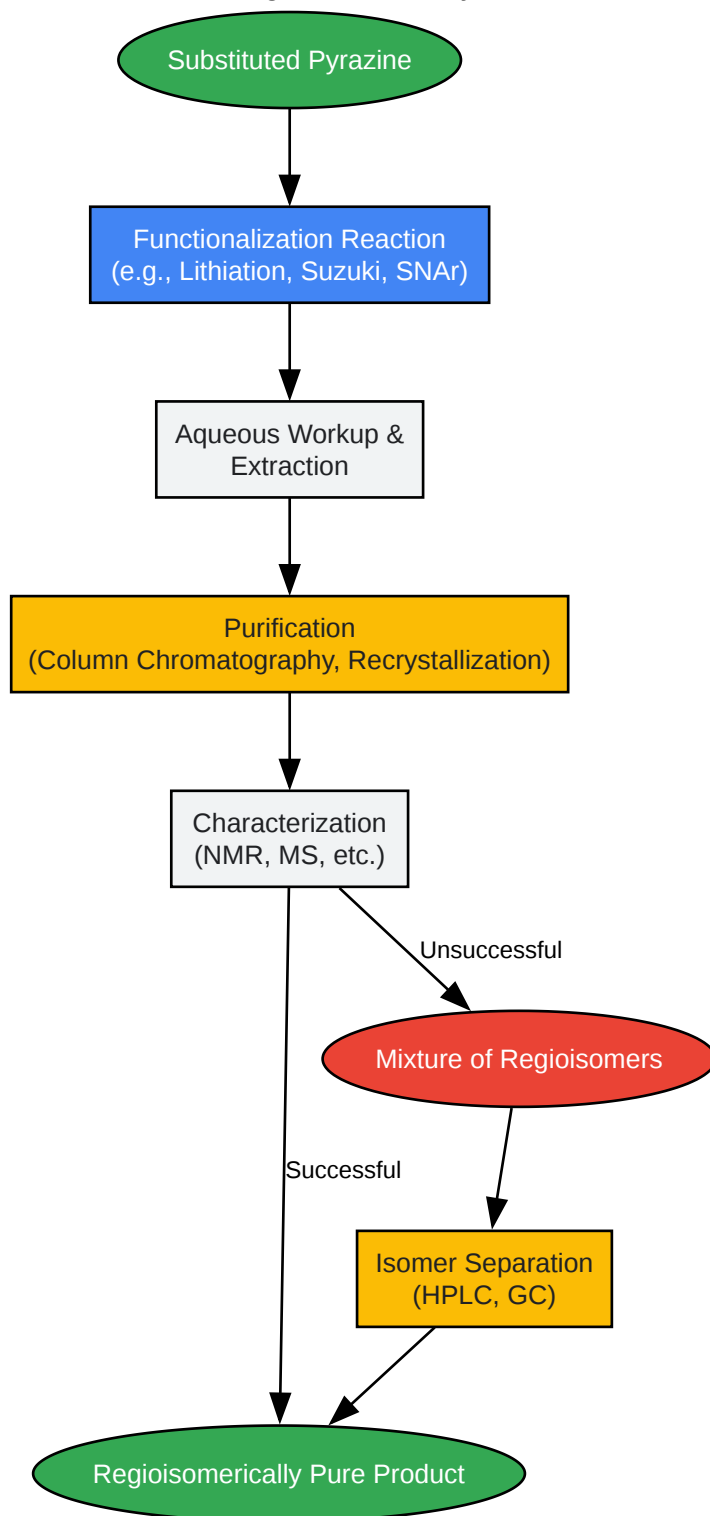 Substituted Pyrazine
Functionalization Reaction
(e.g., Lithiation, Suzuki, SNAr)
Aqueous Workup &
Extraction
Purification
(Column Chromatography, Recrystallization)
Characterization
(NMR, MS, etc.)
Unsuccessful
Mixture of Regioisomers
Successful
Isomer Separation
(HPLC, GC)
Regioisomerically Pure Product